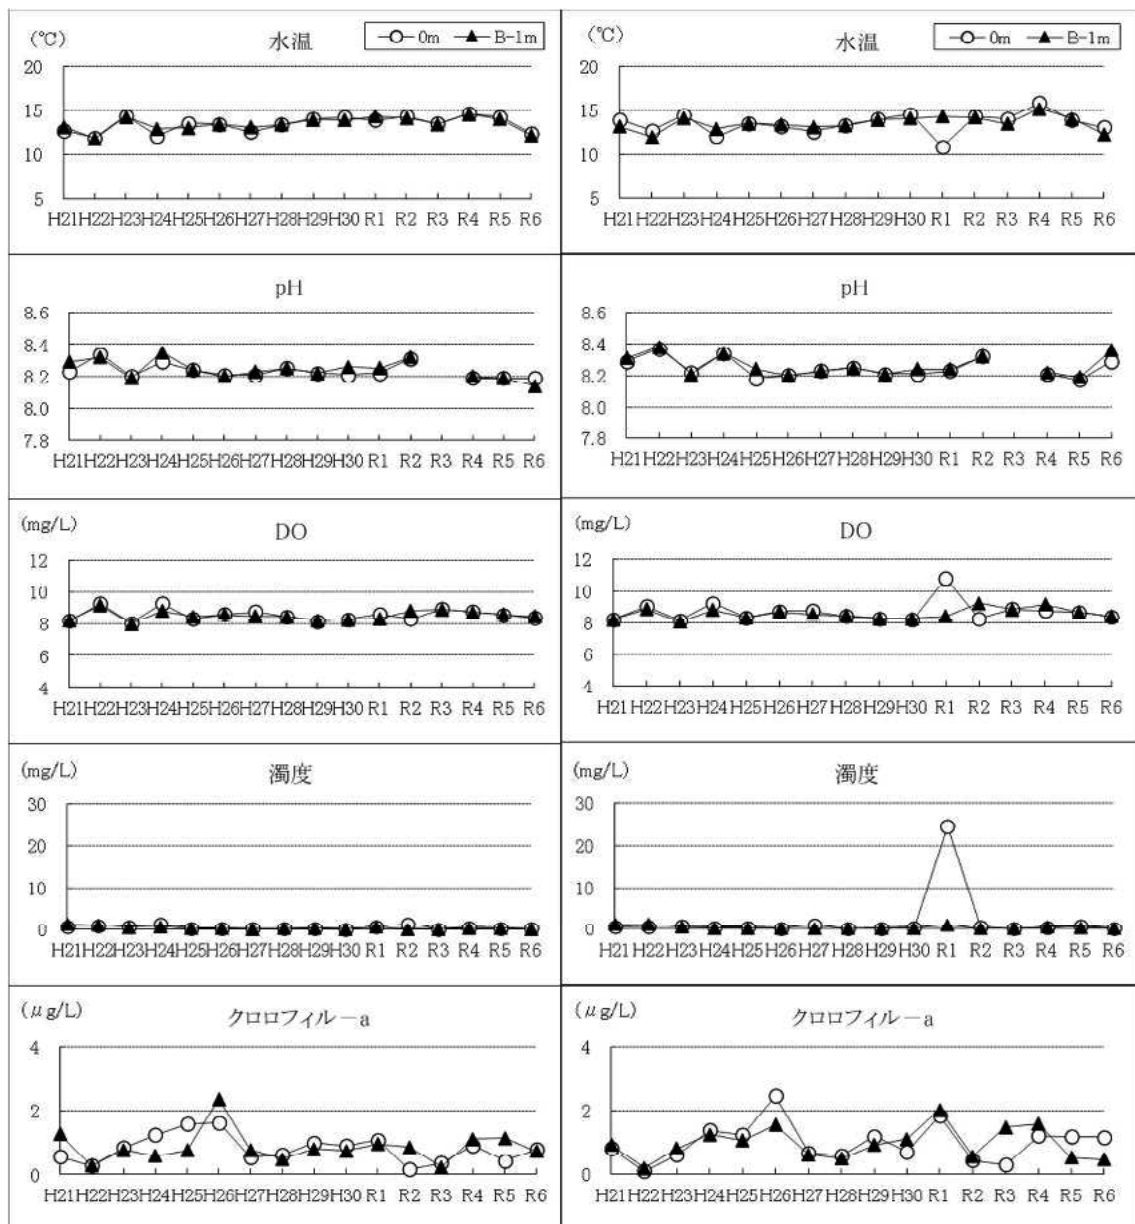 (℃) 水温 0m B-1m
20
15
10
5
H21 H22 H23 H24 H25 H26 H27 H28 H29 H30 R1 R2 R3 R4 R5 R6
(℃) 水温 0m B-1m
20
15
10
5
H21 H22 H23 H24 H25 H26 H27 H28 H29 H30 R1 R2 R3 R4 R5 R6
pH
8.6
8.4
8.2
8.0
7.8
H21 H22 H23 H24 H25 H26 H27 H28 H29 H30 R1 R2 R3 R4 R5 R6
pH
8.6
8.4
8.2
8.0
7.8
H21 H22 H23 H24 H25 H26 H27 H28 H29 H30 R1 R2 R3 R4 R5 R6
(mg/L) DO
12
10
8
6
4
H21 H22 H23 H24 H25 H26 H27 H28 H29 H30 R1 R2 R3 R4 R5 R6
(mg/L) DO
12
10
8
6
4
H21 H22 H23 H24 H25 H26 H27 H28 H29 H30 R1 R2 R3 R4 R5 R6
(mg/L) 濁度
30
20
10
0
H21 H22 H23 H24 H25 H26 H27 H28 H29 H30 R1 R2 R3 R4 R5 R6
(mg/L) 濁度
30
20
10
0
H21 H22 H23 H24 H25 H26 H27 H28 H29 H30 R1 R2 R3 R4 R5 R6
(μg/L) クロロフィル－a
4
2
0
H21 H22 H23 H24 H25 H26 H27 H28 H29 H30 R1 R2 R3 R4 R5 R6
(μg/L) クロロフィル－a
4
2
0
H21 H22 H23 H24 H25 H26 H27 H28 H29 H30 R1 R2 R3 R4 R5 R6